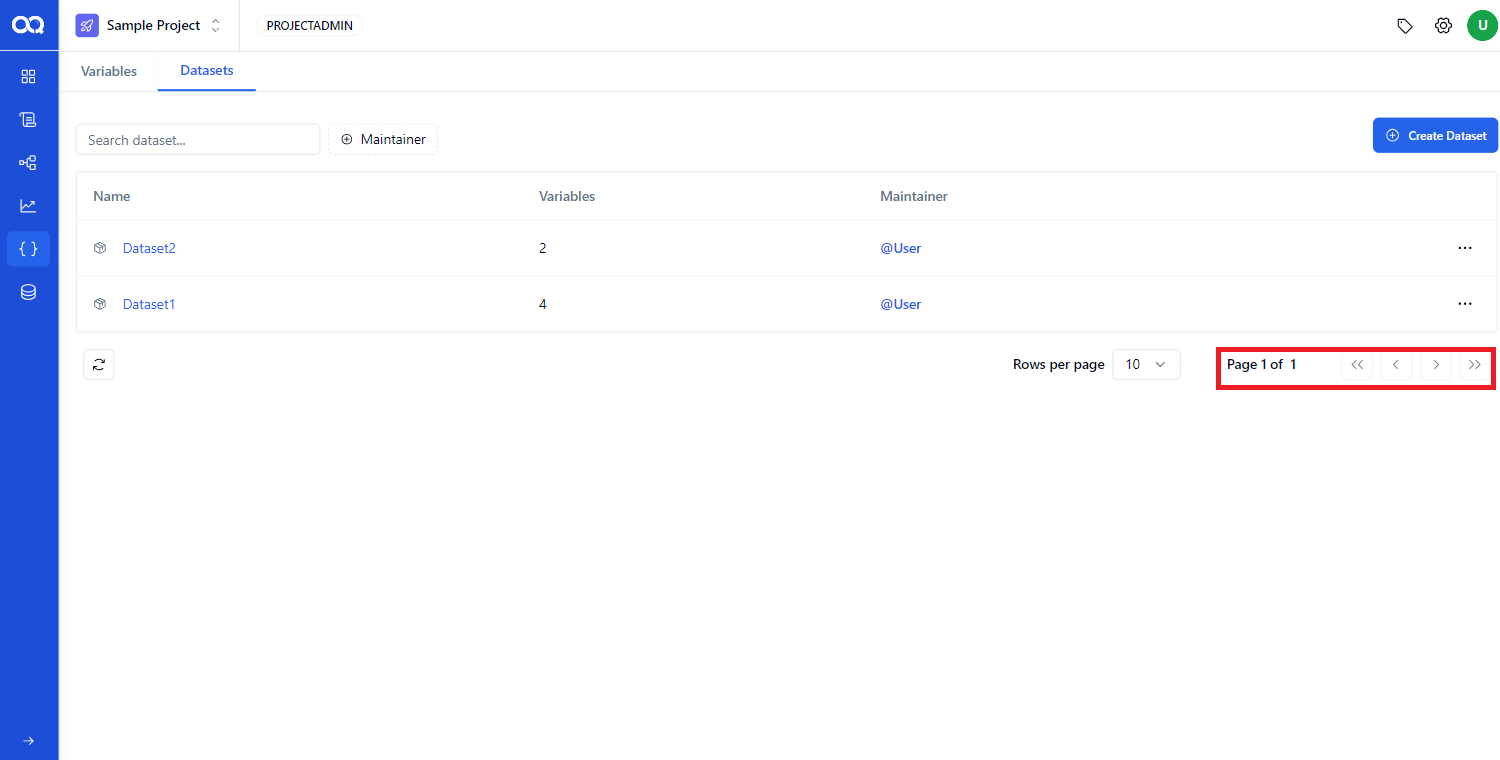 Sample Project PROJECTADMIN U
Variables Datasets
Search dataset... Maintainer Create Dataset
Name Variables Maintainer
Dataset2 2 @User ...
Dataset1 4 @User ...
Rows per page 10 Page 1 of 1